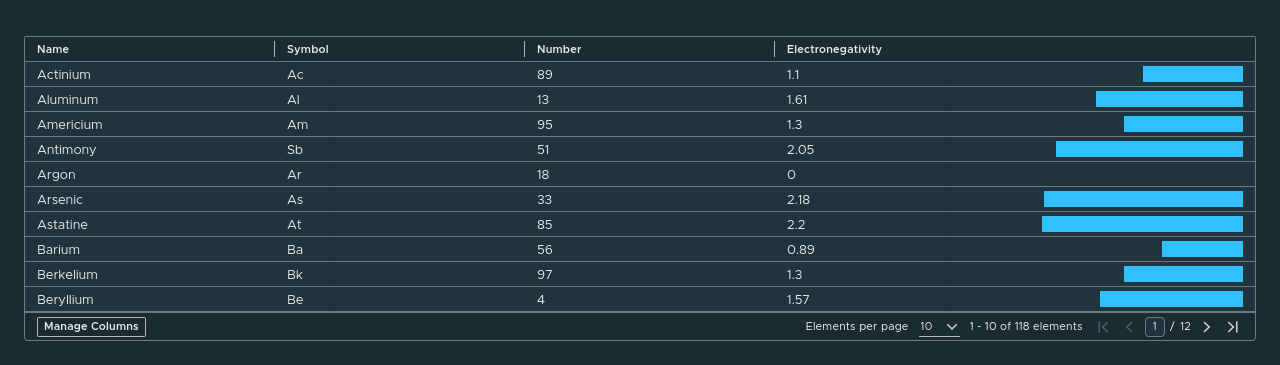 Name Symbol Number Electronegativity
Actinium Ac 89 1.1
Aluminum Al 13 1.61
Americium Am 95 1.3
Antimony Sb 51 2.05
Argon Ar 18 0
Arsenic As 33 2.18
Astatine At 85 2.2
Barium Ba 56 0.89
Berkelium Bk 97 1.3
Beryllium Be 4 1.57
Manage Columns Elements per page 10 1 - 10 of 118 elements 1 / 12